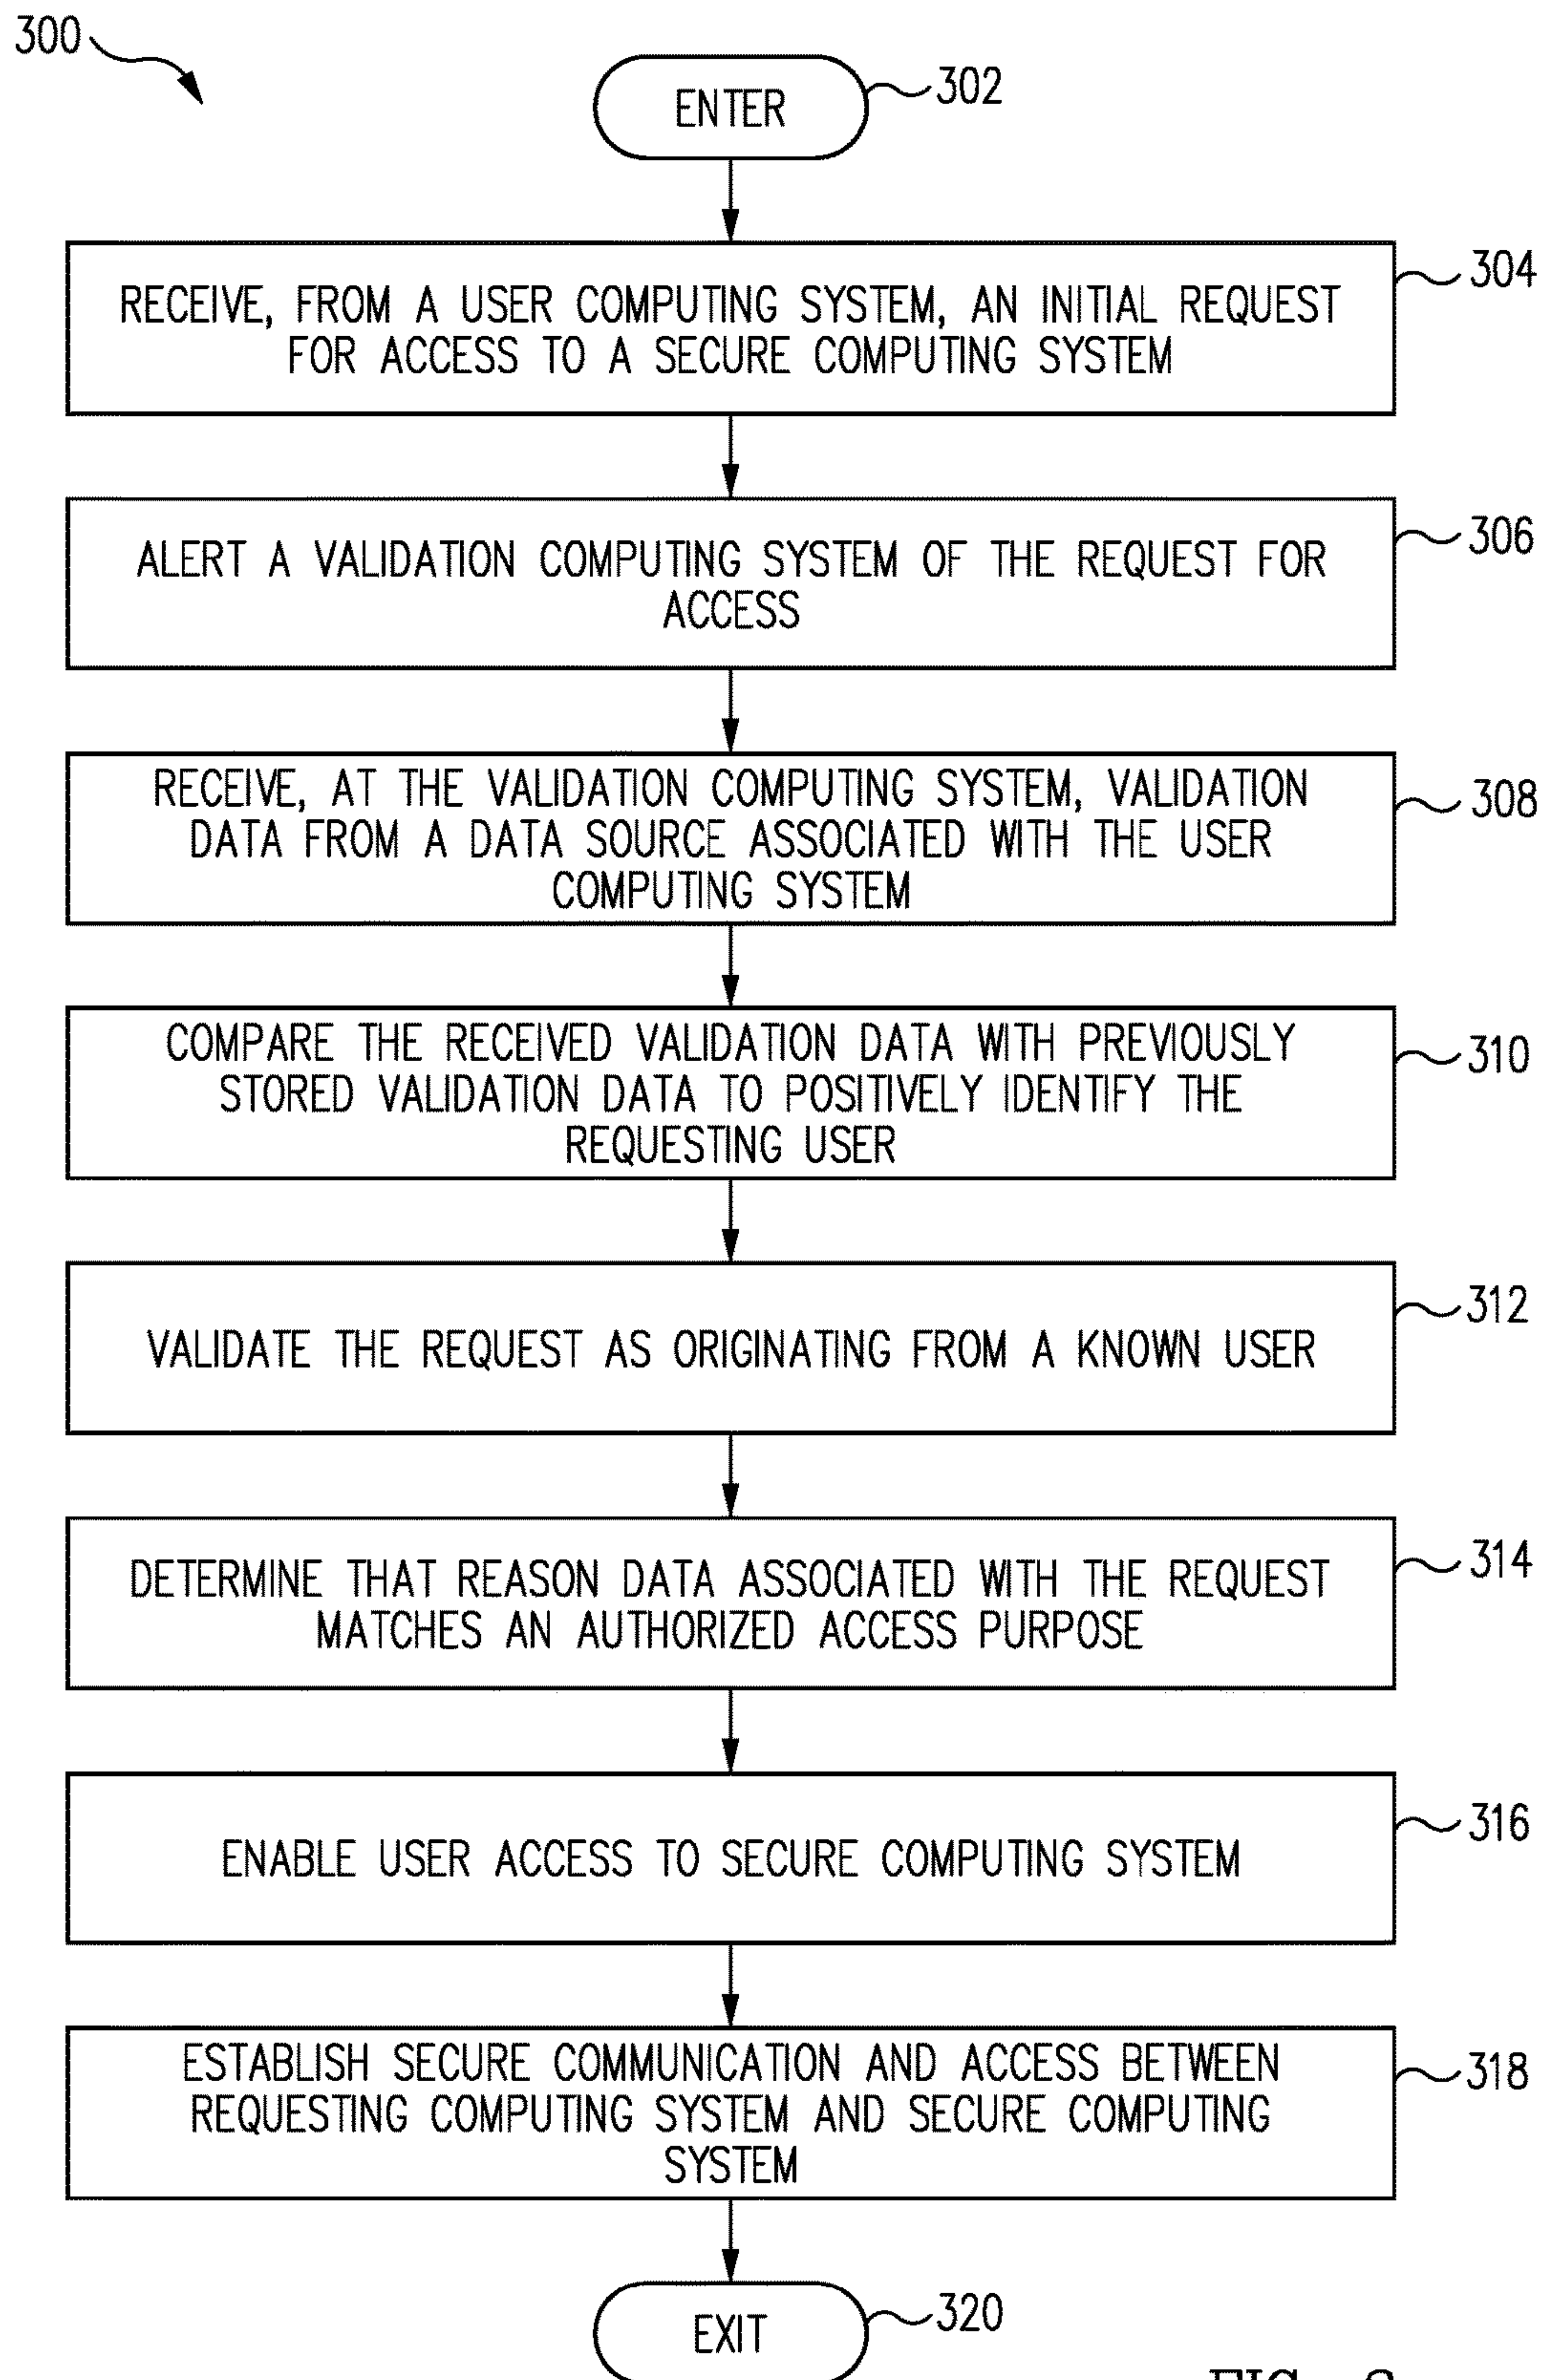 300
ENTER
302
RECEIVE, FROM A USER COMPUTING SYSTEM, AN INITIAL REQUEST
FOR ACCESS TO A SECURE COMPUTING SYSTEM
304
ALERT A VALIDATION COMPUTING SYSTEM OF THE REQUEST FOR
ACCESS
306
RECEIVE, AT THE VALIDATION COMPUTING SYSTEM, VALIDATION
DATA FROM A DATA SOURCE ASSOCIATED WITH THE USER
COMPUTING SYSTEM
308
COMPARE THE RECEIVED VALIDATION DATA WITH PREVIOUSLY
STORED VALIDATION DATA TO POSITIVELY IDENTIFY THE
REQUESTING USER
310
VALIDATE THE REQUEST AS ORIGINATING FROM A KNOWN USER
312
DETERMINE THAT REASON DATA ASSOCIATED WITH THE REQUEST
MATCHES AN AUTHORIZED ACCESS PURPOSE
314
ENABLE USER ACCESS TO SECURE COMPUTING SYSTEM
316
ESTABLISH SECURE COMMUNICATION AND ACCESS BETWEEN
REQUESTING COMPUTING SYSTEM AND SECURE COMPUTING
SYSTEM
318
EXIT
320